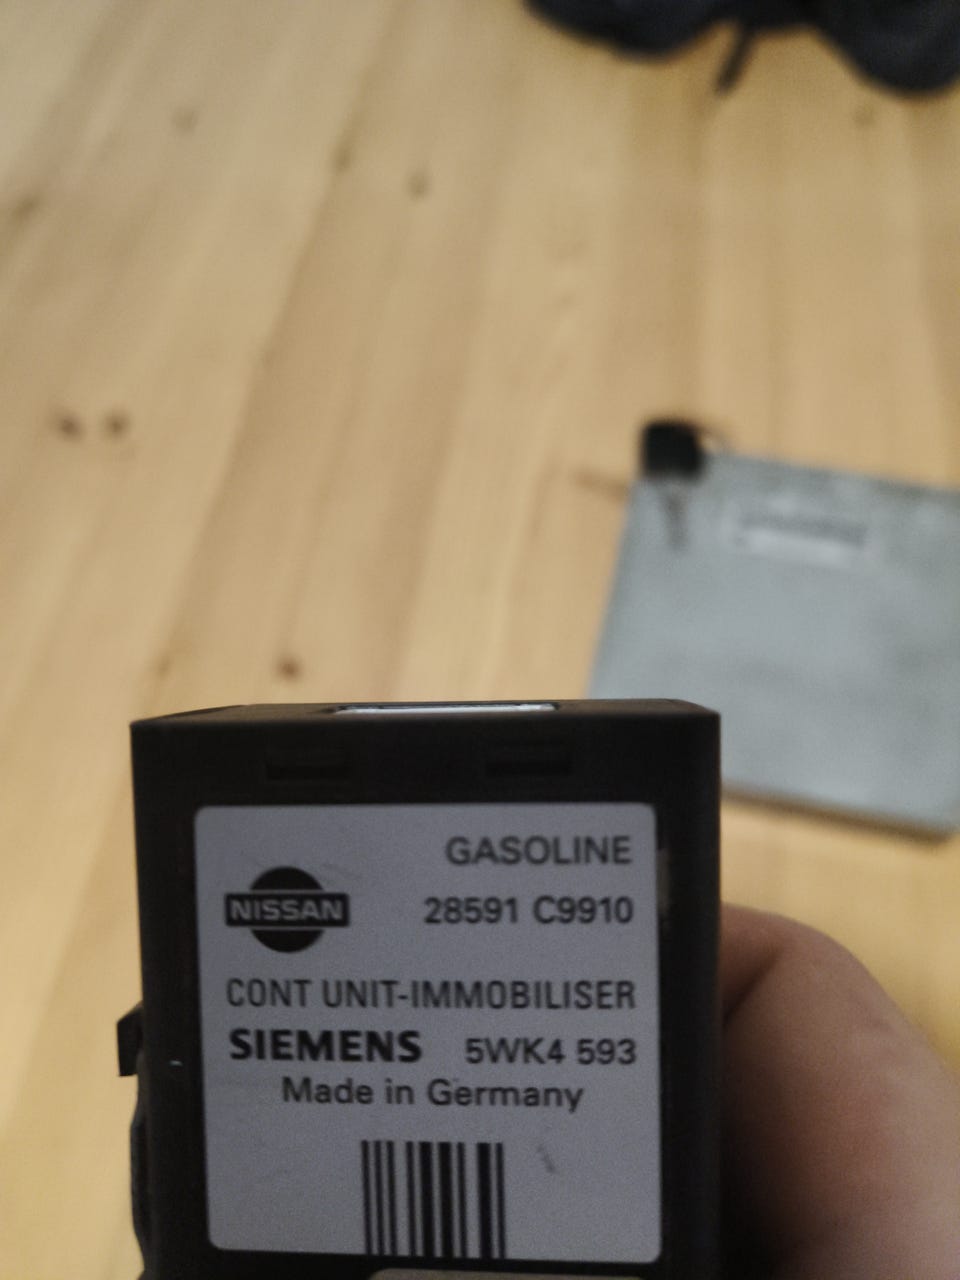 GASOLINE
NISSAN 28591 C9910
CONT UNIT-IMMOBILISER
SIEMENS 5WK4 593
Made in Germany